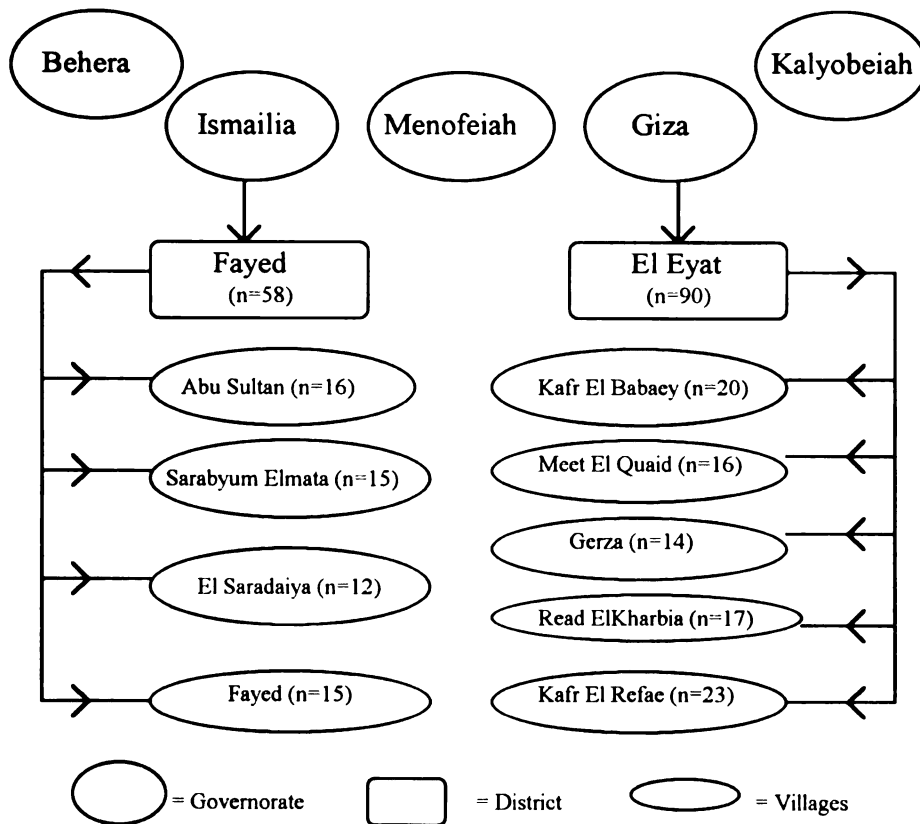 Behera
Kalyobeiah
Ismailia
Menofeiah
Giza
Fayed
(n=58)
El Eyat
(n=90)
Abu Sultan (n=16)
Kafr El Babaey (n=20)
Sarabyum Elmata (n=15)
Meet El Quaid (n=16)
Gerza (n=14)
El Saradaiya (n=12)
Read ElKharbia (n=17)
Fayed (n=15)
Kafr El Refae (n=23)
= Governorate
= District
= Villages